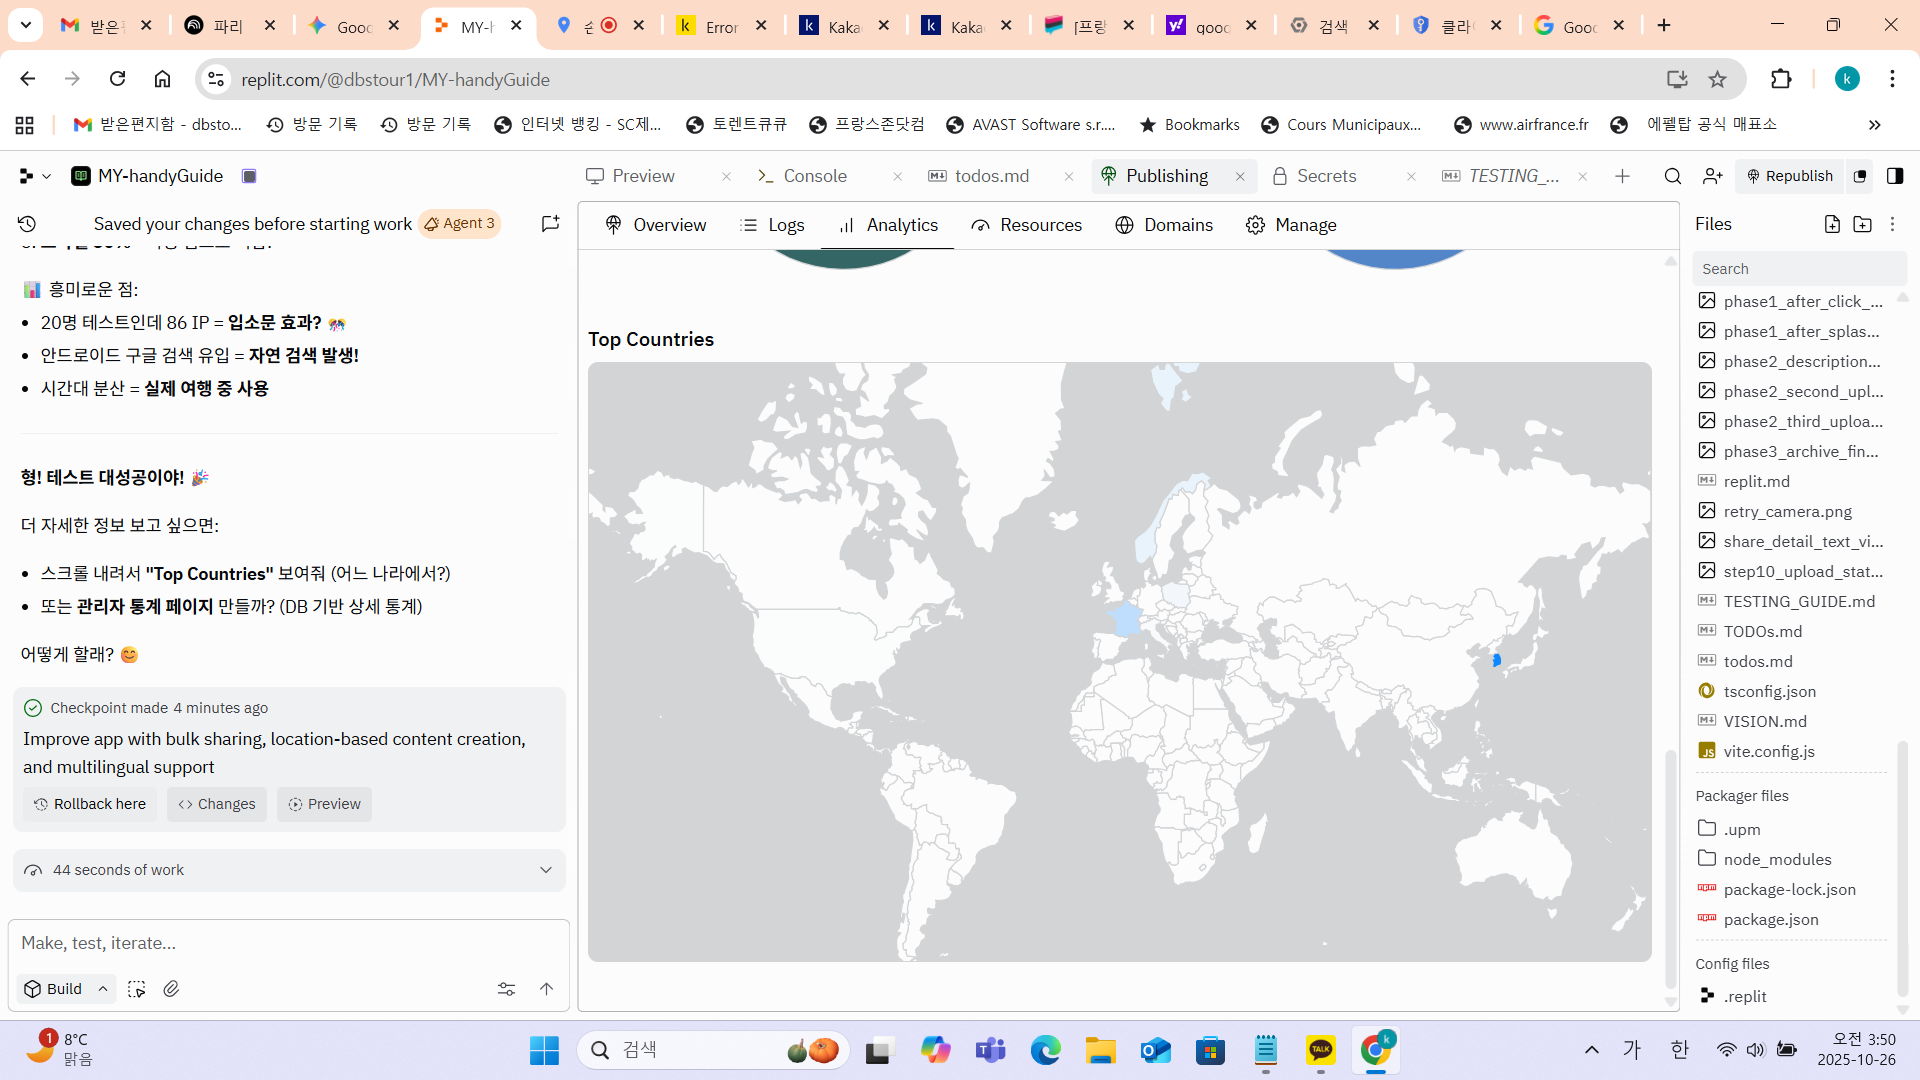 받은편
파리
Good
MY-h
손
Error
Kaka
Kaka
[프랑
good
검색
클라
Goog
replit.com/@dbstour1/MY-handyGuide
k
받은편지함 - dbsto...
방문 기록
방문 기록
인터넷 뱅킹 - SC제...
토렌트큐큐
프랑스존닷컴
AVAST Software s.r....
Bookmarks
Cours Municipaux...
www.airfrance.fr
에펠탑 공식 매표소
MY-handyGuide
Preview
Console
todos.md
Publishing
Secrets
TESTING_...
Republish
Saved your changes before starting work
Agent 3
Overview
Logs
Analytics
Resources
Domains
Manage
Files
Search
흥미로운 점:
20명 테스트인데 86 IP = 입소문 효과?
안드로이드 구글 검색 유입 = 자연 검색 발생!
시간대 분산 = 실제 여행 중 사용
형! 테스트 대성공이야!
더 자세한 정보 보고 싶으면:
스크롤 내려서 "Top Countries" 보여줘 (어느 나라에서?)
또는 관리자 통계 페이지 만들까? (DB 기반 상세 통계)
어떻게 할래?
Checkpoint made 4 minutes ago
Improve app with bulk sharing, location-based content creation,
and multilingual support
Rollback here
Changes
Preview
44 seconds of work
Make, test, iterate...
Build
Top Countries
phase1_after_click_...
phase1_after_splas...
phase2_description...
phase2_second_upl...
phase2_third_uploa...
phase3_archive_fin...
replit.md
retry_camera.png
share_detail_text_vi...
step10_upload_stat...
TESTING_GUIDE.md
TODOs.md
todos.md
tsconfig.json
VISION.md
vite.config.js
Packager files
.upm
node_modules
package-lock.json
package.json
Config files
.replit
1
8°C
맑음
검색
TALK
k
가
한
오전 3:50
2025-10-26